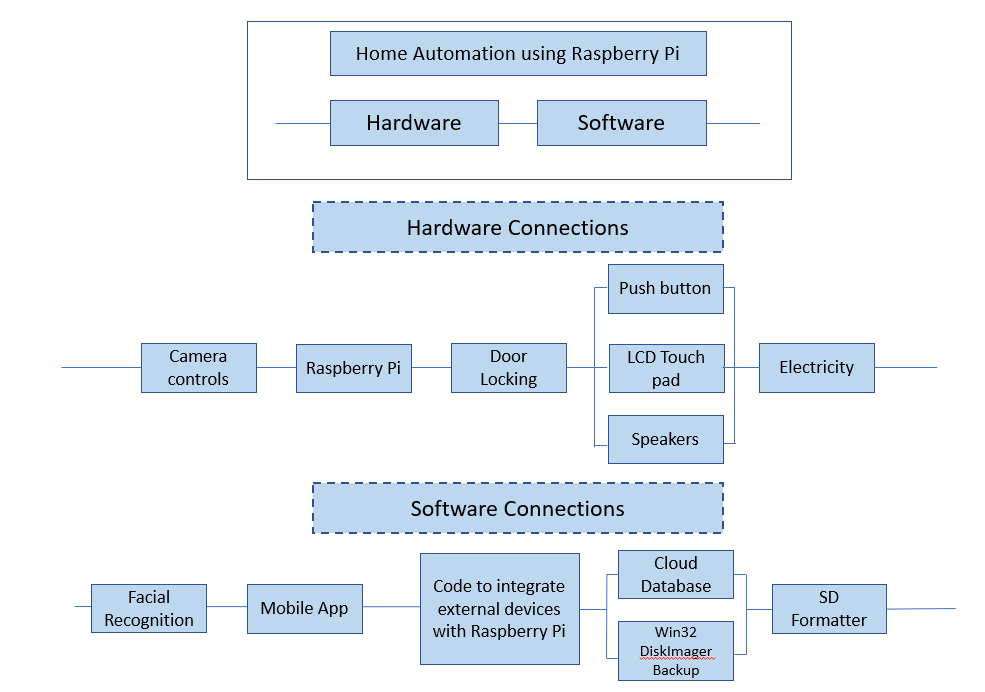 Home Automation using Raspberry Pi
Hardware
Software
Hardware Connections
Camera
controls
Raspberry Pi
Door
Locking
Push button
LCD Touch
pad
Speakers
Electricity
Software Connections
Facial
Recognition
Mobile App
Code to integrate
external devices
with Raspberry Pi
Cloud
Database
Win32
DiskImager
Backup
SD
Formatter